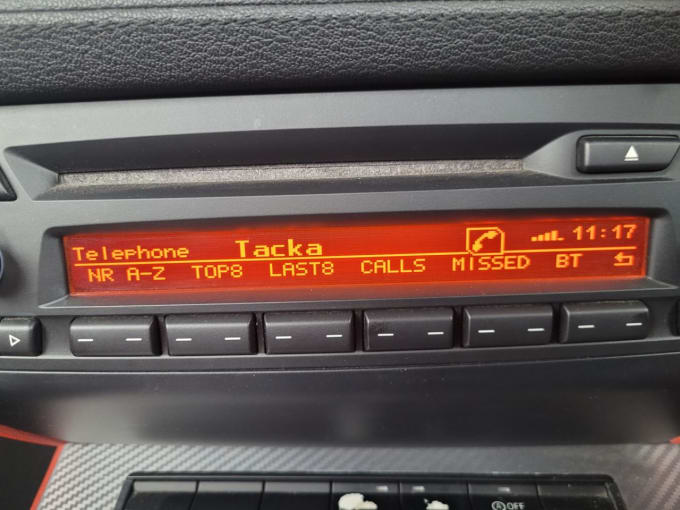 Telephone Tacka 11:17
NR A-Z TOP8 LAST8 CALLS MISSED BT
OFF